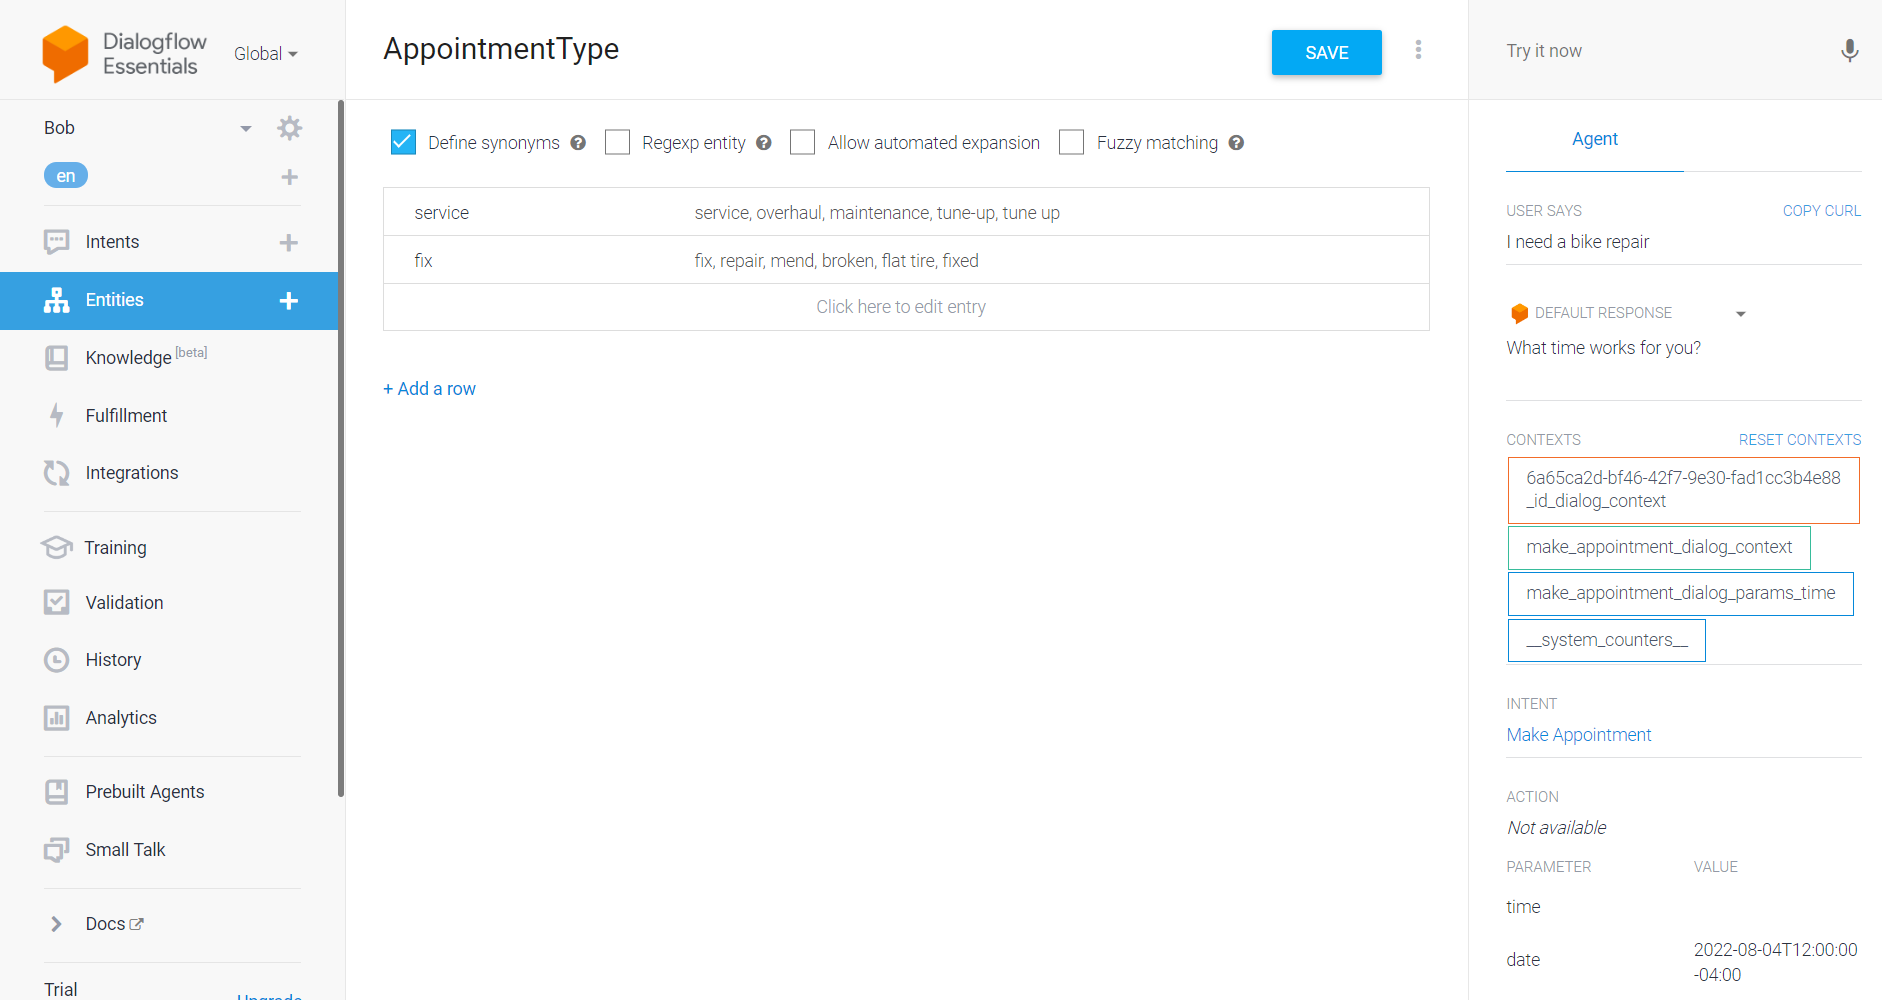 Dialogflow
Essentials
Global
Bob
en
Intents
Entities
Knowledge [beta]
Fulfillment
Integrations
Training
Validation
History
Analytics
Prebuilt Agents
Small Talk
Docs
Trial
Upgrade
AppointmentType
SAVE
Define synonyms
Regexp entity
Allow automated expansion
Fuzzy matching
service service, overhaul, maintenance, tune-up, tune up
fix fix, repair, mend, broken, flat tire, fixed
Click here to edit entry
+ Add a row
Try it now
Agent
USER SAYS COPY CURL
I need a bike repair
DEFAULT RESPONSE
What time works for you?
CONTEXTS RESET CONTEXTS
6a65ca2d-bf46-42f7-9e30-fad1cc3b4e88
_id_dialog_context
make_appointment_dialog_context
make_appointment_dialog_params_time
__system_counters__
INTENT
Make Appointment
ACTION
Not available
PARAMETER VALUE
time
date 2022-08-04T12:00:00
-04:00